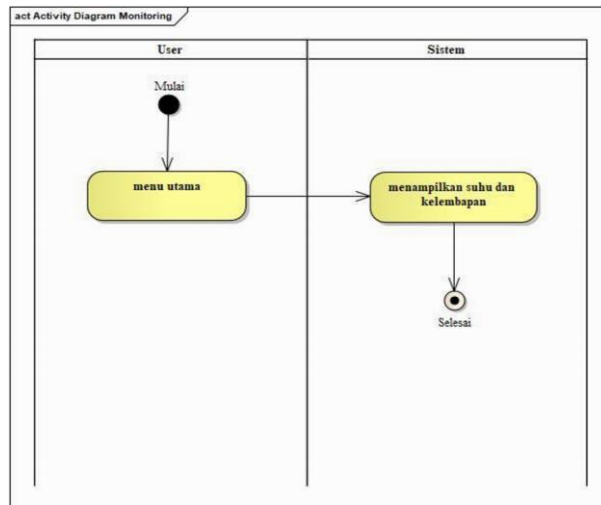 act Activity Diagram Monitoring
User
Sistem
Mulai
menu utama
menampilkan suhu dan
kelembapan
Selesai